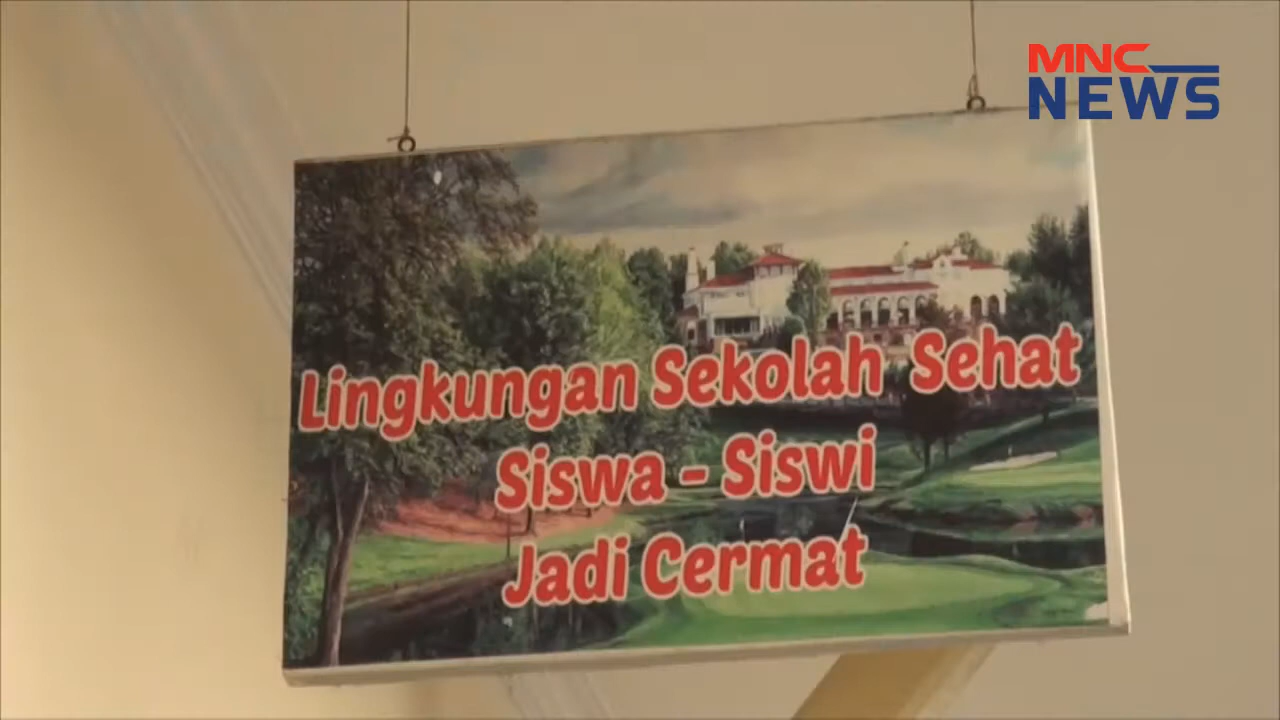 MNC
NEWS
Lingkungan Sekolah Sehat
Siswa - Siswi
Jadi Cermat